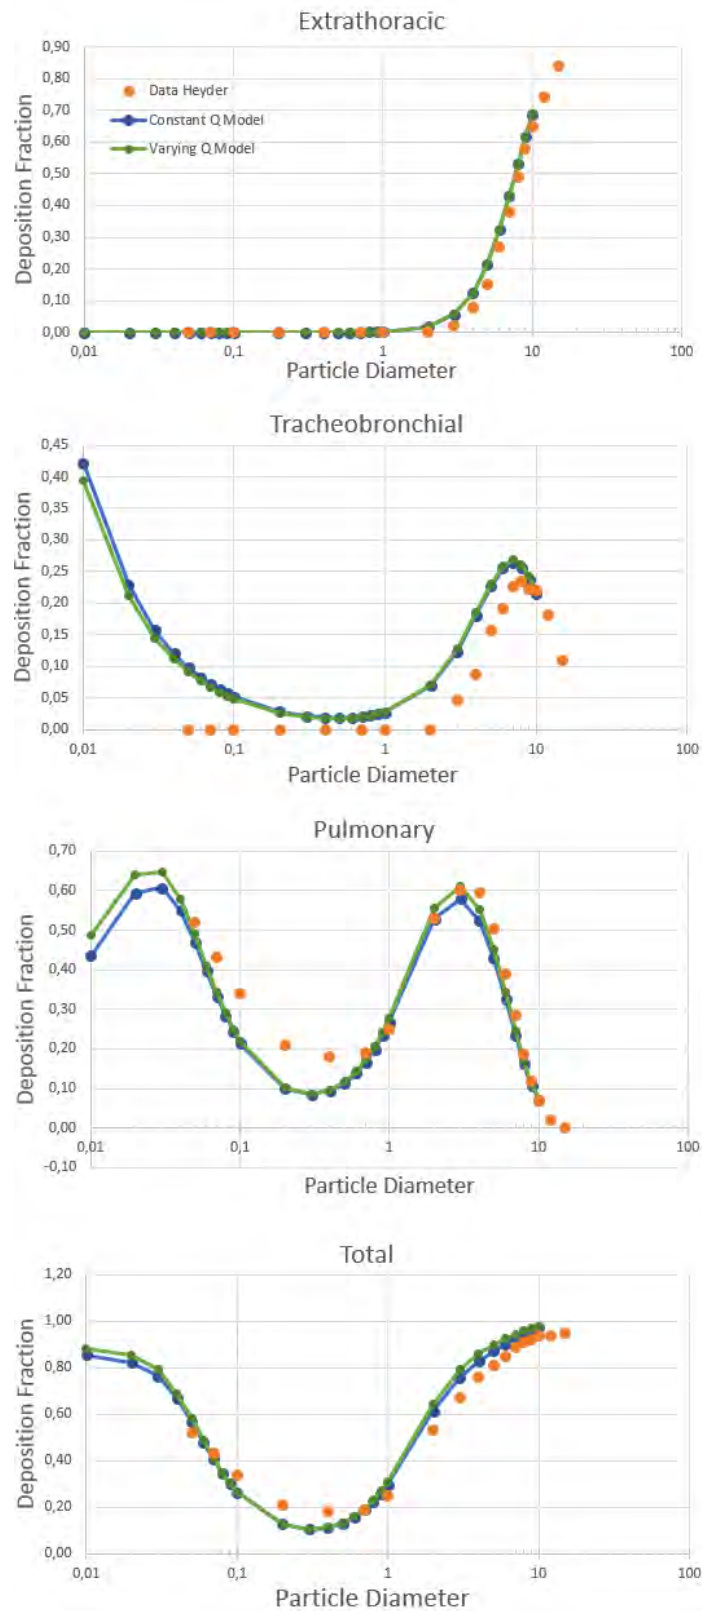 Extrathoracic
0,90
0,80
0,70
0,60
0,50
0,40
0,30
0,20
0,10
0,00
Deposition Fraction
Data Heyder
Constant Q Model
Varying Q Model
0,01 0,1 1 10 100
Particle Diameter
Tracheobronchial
0,45
0,40
0,35
0,30
0,25
0,20
0,15
0,10
0,05
0,00
Deposition Fraction
0,01 0,1 1 10 100
Particle Diameter
Pulmonary
0,70
0,60
0,50
0,40
0,30
0,20
0,10
0,00
-0,10
Deposition Fraction
0,01 0,1 1 10 100
Particle Diameter
Total
1,20
1,00
0,80
0,60
0,40
0,20
0,00
Deposition Fraction
0,01 0,1 1 10 100
Particle Diameter